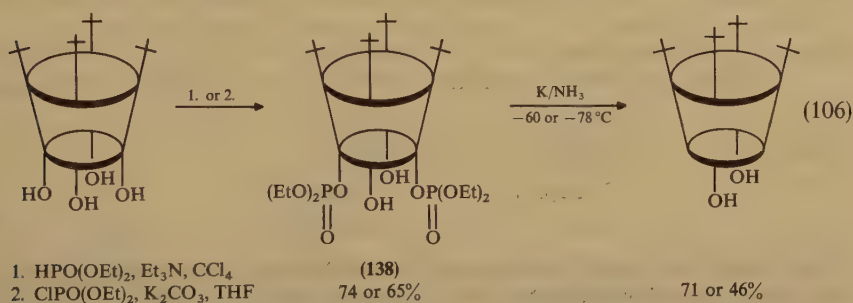 1. or 2.
K/NH₃
−60 or −78 °C
(106)
HO OH OH OH
(EtO)₂P O OH OH OP(OEt)₂
O O
OH OH
1. HPO(OEt)₂, Et₃N, CCl₄
2. ClPO(OEt)₂, K₂CO₃, THF
(138)
74 or 65%
71 or 46%